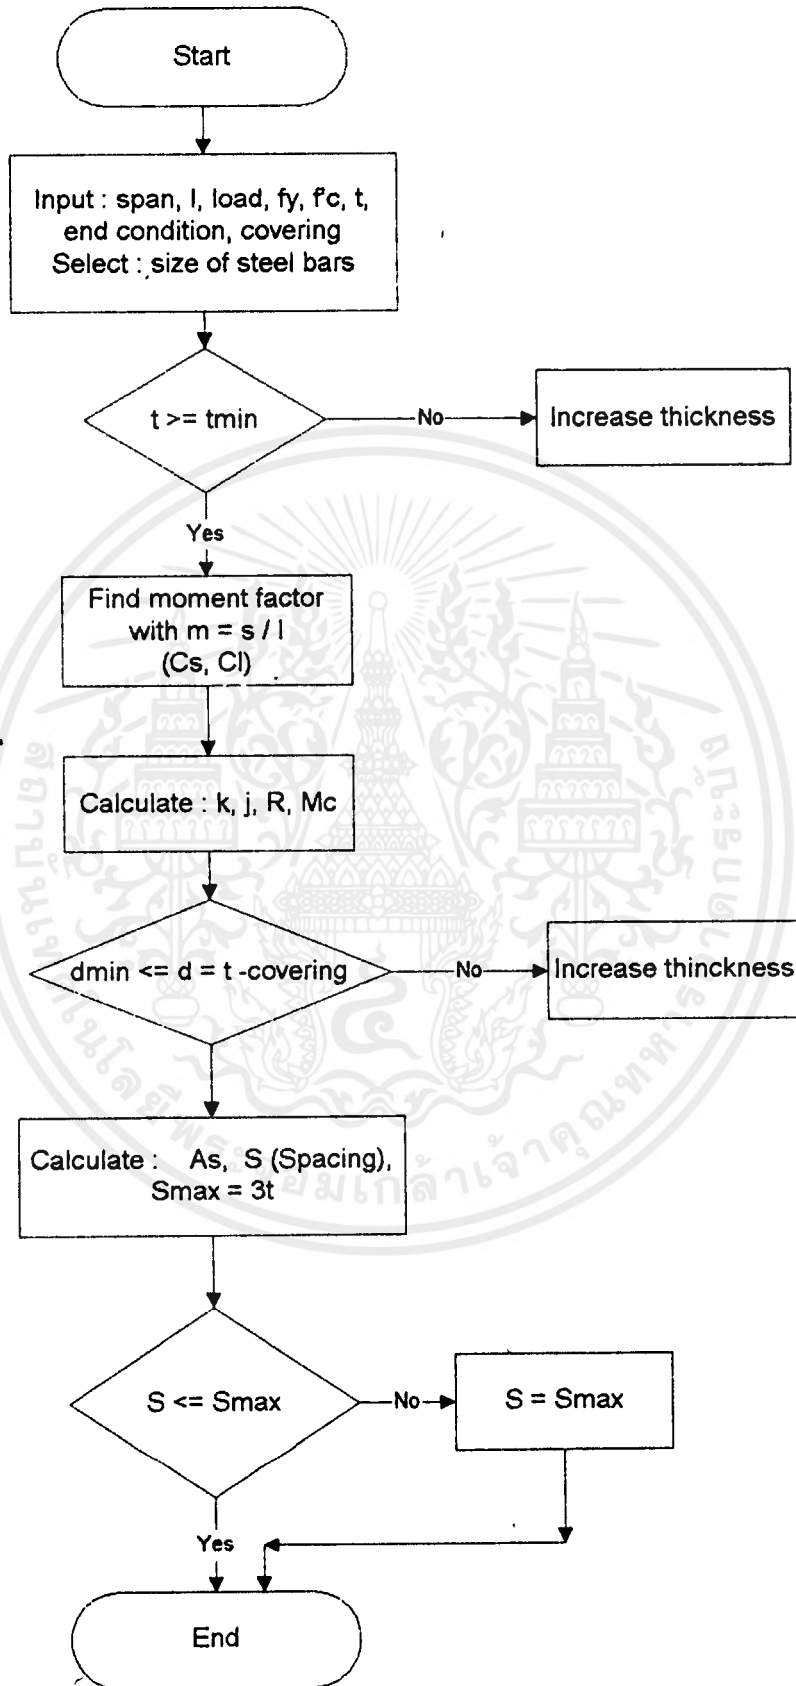 Start
Input : span, l, load, fy, f'c, t,
end condition, covering
Select : size of steel bars
t >= tmin
No
Increase thickness
Yes
Find moment factor
with m = s / l
(Cs, Cl)
Calculate : k, j, R, Mc
dmin <= d = t -covering
No
Increase thinckness
Calculate : As, S (Spacing),
Smax = 3t
S <= Smax
No
S = Smax
Yes
End